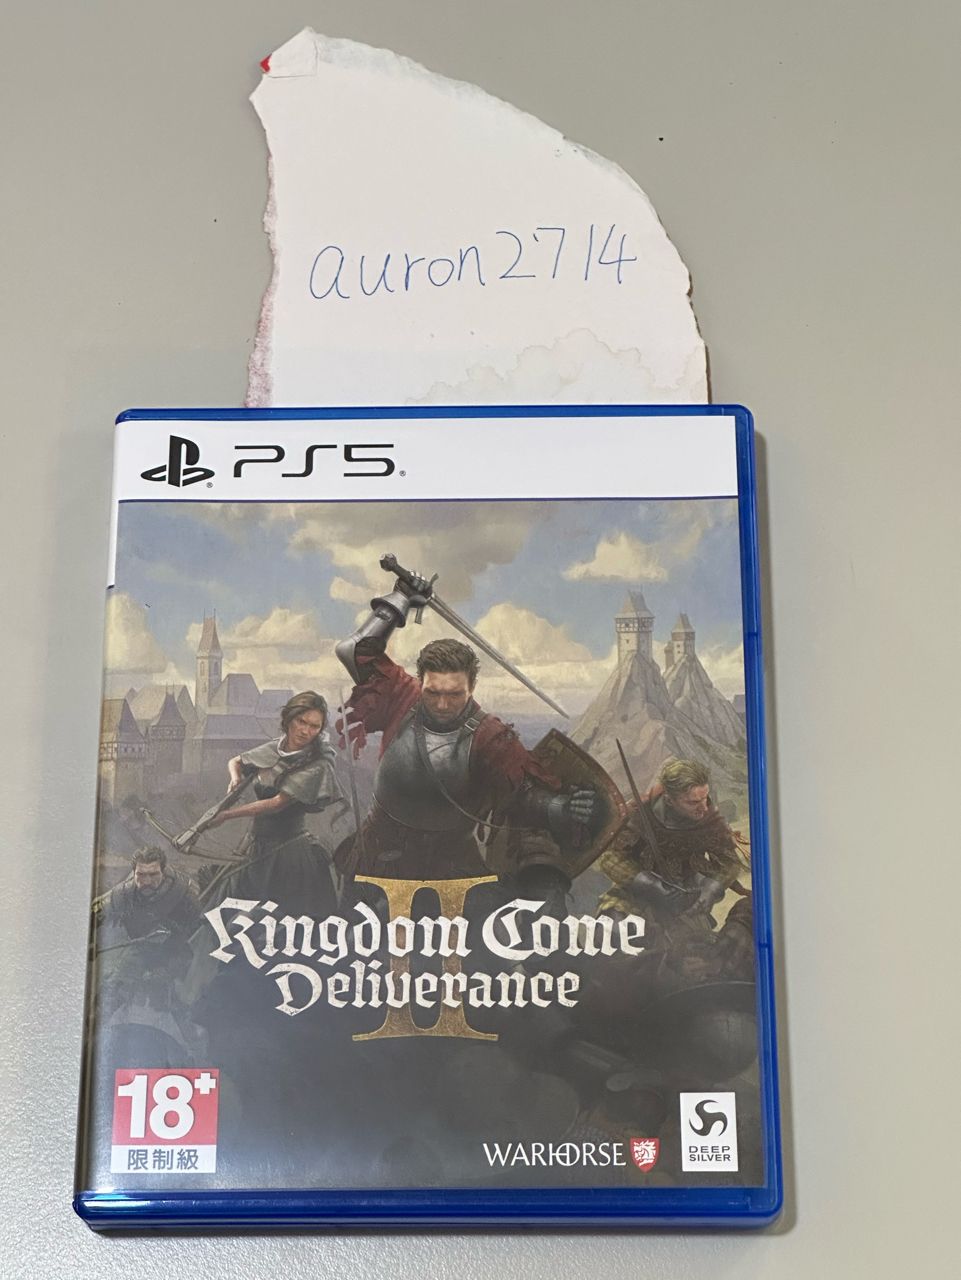 auron2714
PS5
Kingdom Come
Deliverance
II
18+
限制級
WARHORSE
DEEP
SILVER